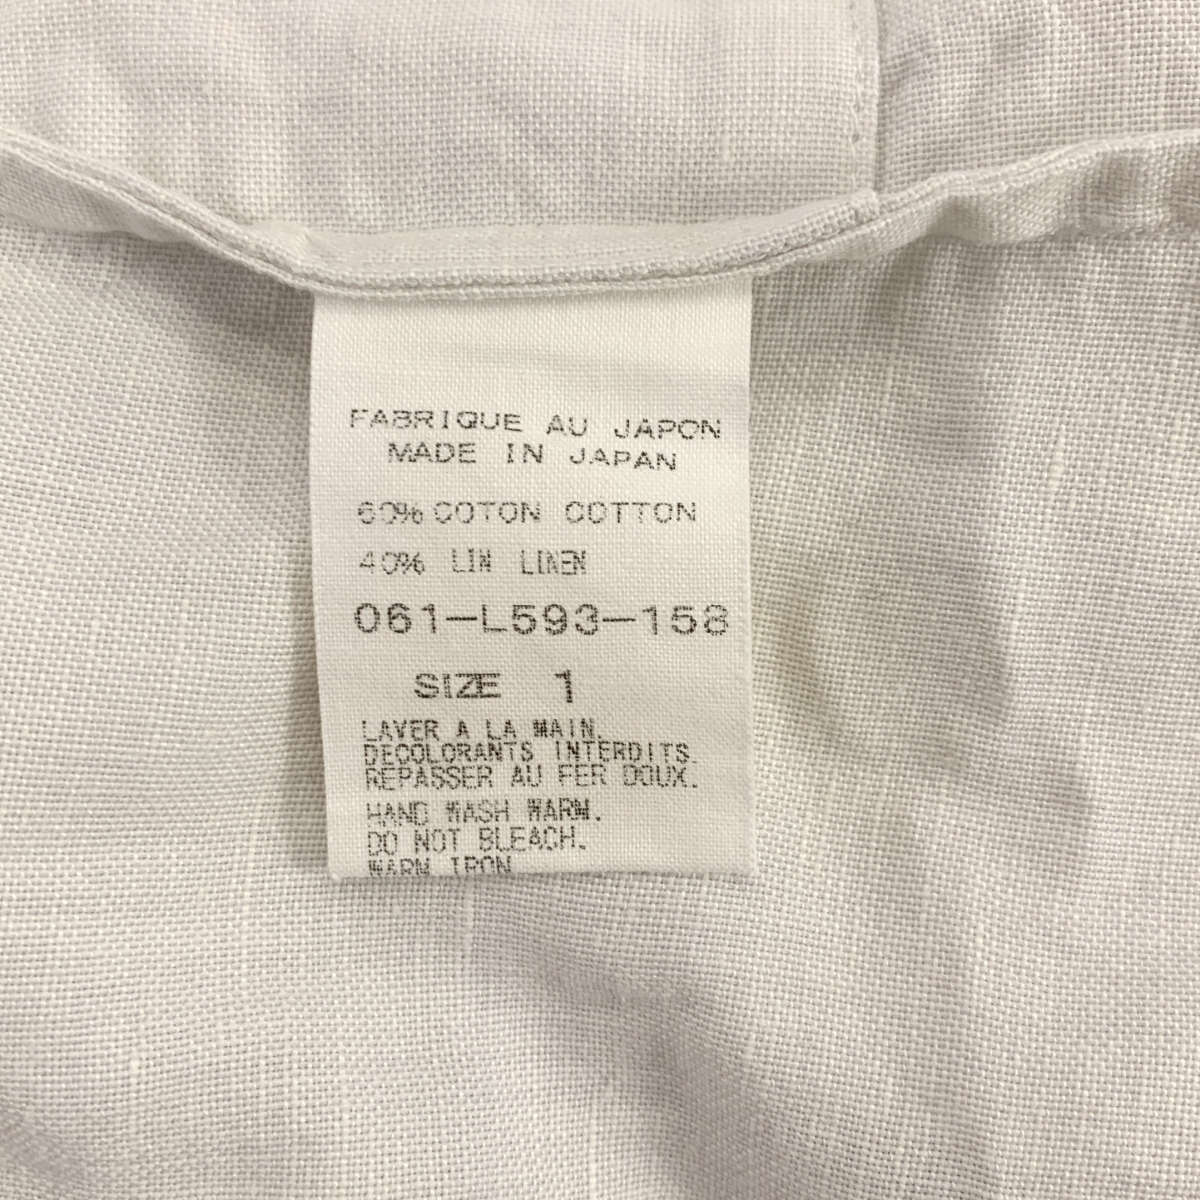 FABRIQUE AU JAPON
MADE IN JAPAN
60% COTON COTTON
40% LIN LINEN
061-L593-158
SIZE 1
LAVER A LA MAIN.
DECOLORANTS INTERDITS.
REPASSER AU FER DOUX.
HAND WASH WARM.
DO NOT BLEACH.
WARM IRON